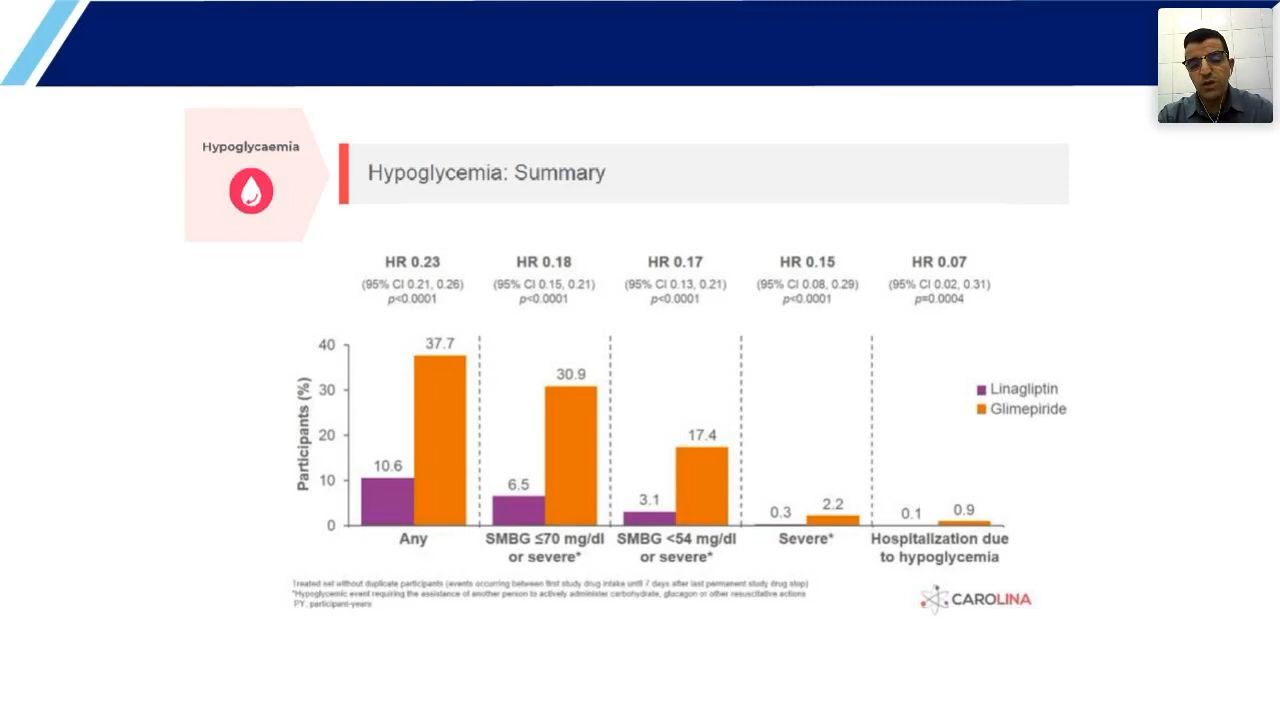 Hypoglycaemia
Hypoglycemia: Summary
HR 0.23
(95% CI 0.21, 0.26)
p<0.0001
HR 0.18
(95% CI 0.15, 0.21)
p<0.0001
HR 0.17
(95% CI 0.13, 0.21)
p<0.0001
HR 0.15
(95% CI 0.08, 0.29)
p<0.0001
HR 0.07
(95% CI 0.02, 0.31)
p=0.0004
Participants (%)
40
30
20
10
0
10.6
37.7
6.5
30.9
3.1
17.4
0.3
2.2
0.1
0.9
Linagliptin
Glimepiride
Any
SMBG ≤70 mg/dl
or severe*
SMBG <54 mg/dl
or severe*
Severe*
Hospitalization due
to hypoglycemia
Treated set without duplicate participants (events occurring between first study drug intake until 7 days after last permanent study drug stop)
*Hypoglycemic event requiring the assistance of another person to actively administer carbohydrate, glucagon or other resuscitative actions
PY, participant-years
CAROLINA